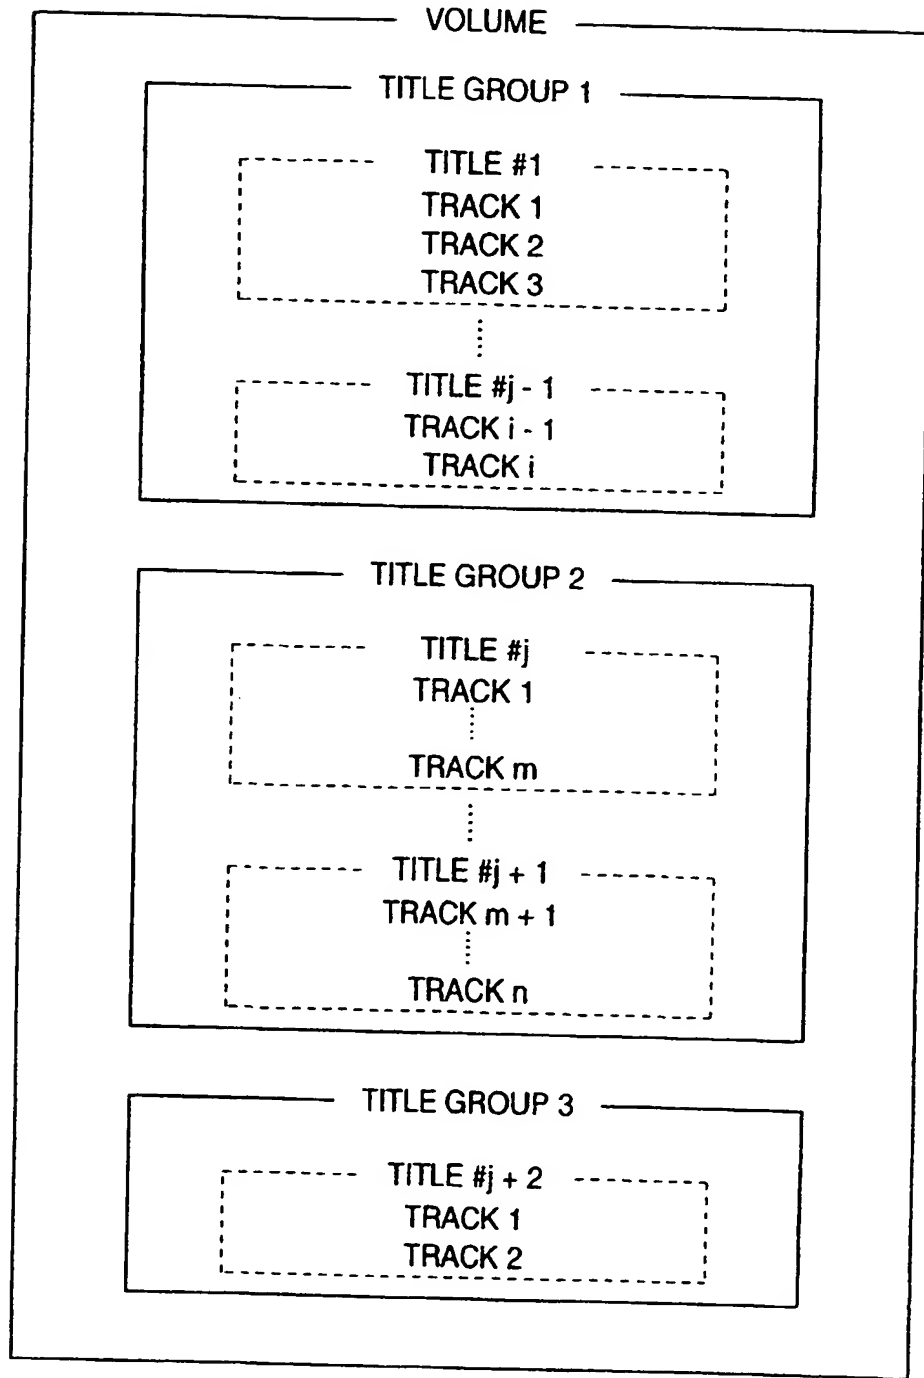 VOLUME
TITLE GROUP 1
TITLE #1
TRACK 1
TRACK 2
TRACK 3
TITLE #j - 1
TRACK i - 1
TRACK i
TITLE GROUP 2
TITLE #j
TRACK 1
TRACK m
TITLE #j + 1
TRACK m + 1
TRACK n
TITLE GROUP 3
TITLE #j + 2
TRACK 1
TRACK 2